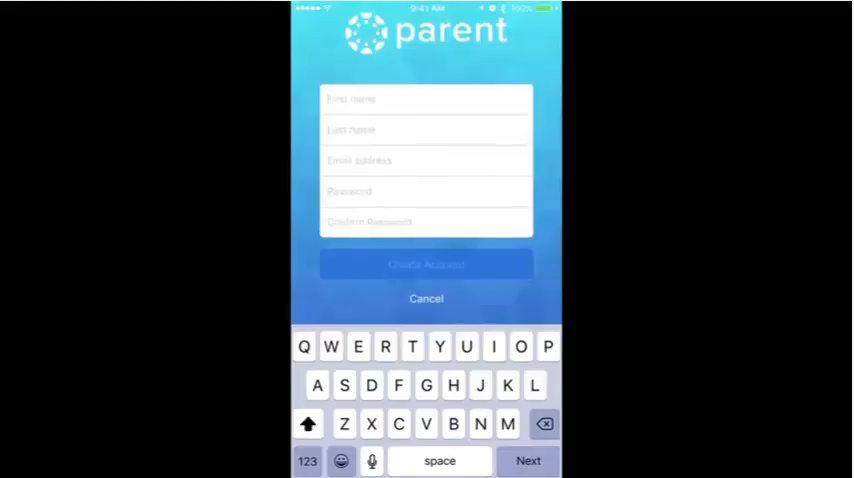 9:41 AM 100%
parent
First name
Last name
Email address
Password
Confirm Password
Create Account
Cancel
Q W E R T Y U I O P
A S D F G H J K L
Z X C V B N M
123 space Next